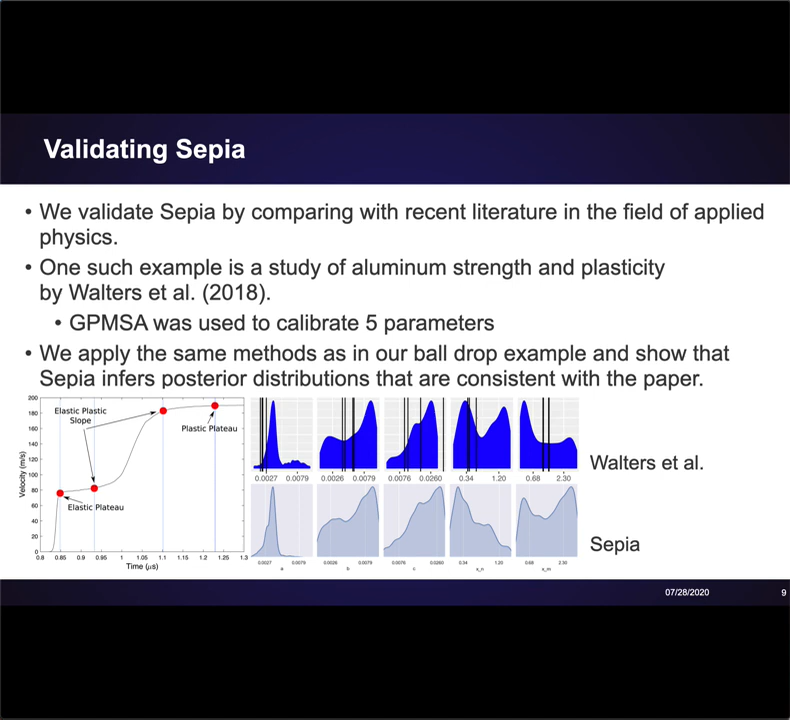 Validating Sepia
• We validate Sepia by comparing with recent literature in the field of applied
physics.
• One such example is a study of aluminum strength and plasticity
by Walters et al. (2018).
• GPMSA was used to calibrate 5 parameters
• We apply the same methods as in our ball drop example and show that
Sepia infers posterior distributions that are consistent with the paper.
200
180
160
140
120
100
80
60
40
20
0
Velocity (m/s)
Elastic Plastic
Slope
Plastic Plateau
Elastic Plateau
0.8 0.85 0.9 0.95 1 1.05 1.1 1.15 1.2 1.25 1.3
Time (μs)
0.0027 0.0079 0.0026 0.0079 0.0076 0.0260 0.34 1.20 0.68 2.30
Walters et al.
0.0027 0.0079 0.0026 0.0079 0.0076 0.0260 0.34 1.20 0.68 2.30
a b c x_n x_m
Sepia
07/28/2020
9